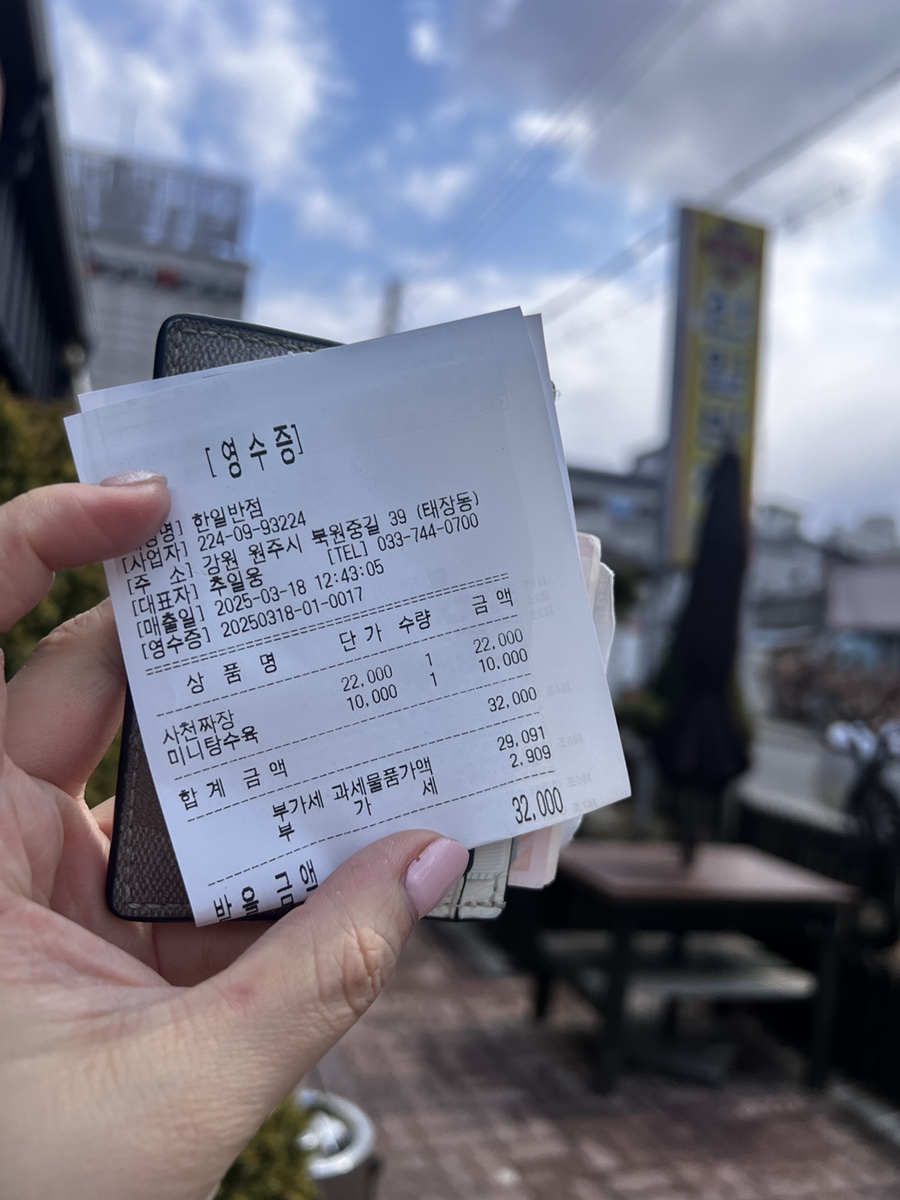 [영수증]
명] 한일반점
[사업자] 224-09-93224
[주 소] 강원 원주시 북원중길 39 (태장동)
[대표자] 추일웅 [TEL] 033-744-0700
[매출일] 2025-03-18 12:43:05
[영수증] 20250318-01-0017
상 품 명 단가 수량 금액
사천짜장 22,000 1 22,000
미니탕수육 10,000 1 10,000
합계 금액 32,000
부가세 과세물품가액 29,091
부 가 세 2,909
받을금액 32,000